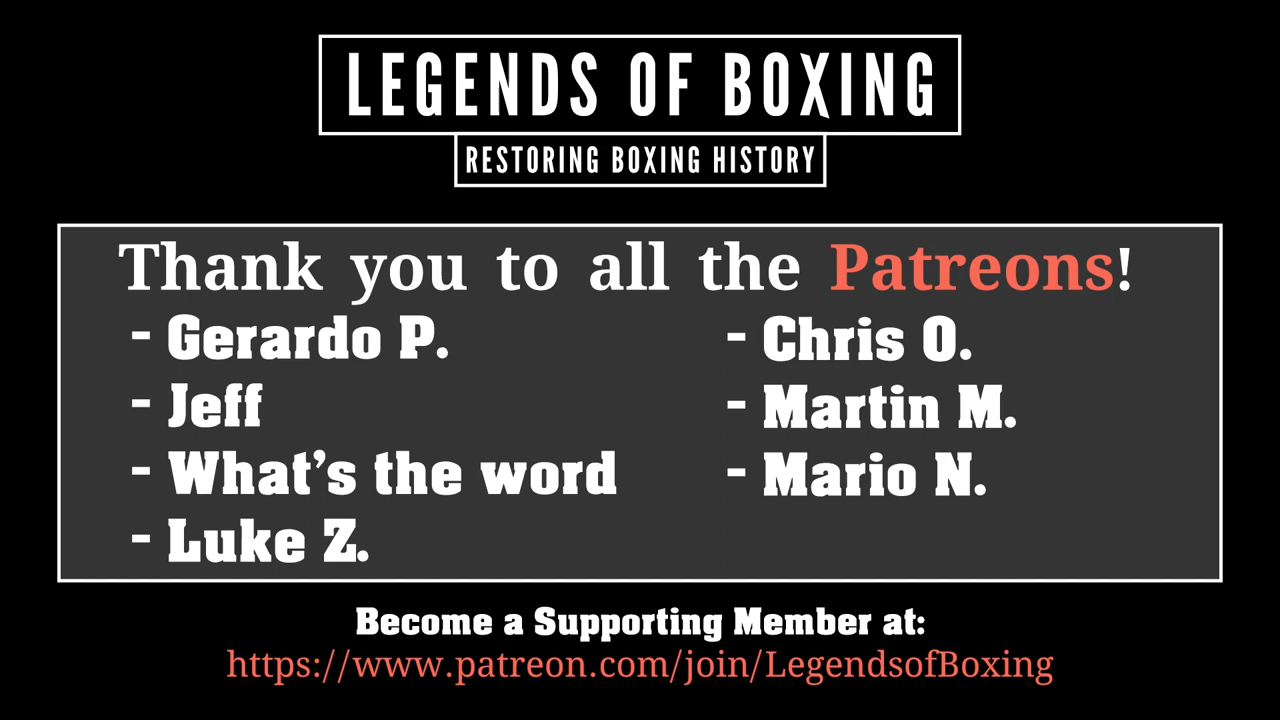 LEGENDS OF BOXING
RESTORING BOXING HISTORY
Thank you to all the Patreons!
- Gerardo P.
- Jeff
- What's the word
- Luke Z.
- Chris O.
- Martin M.
- Mario N.
Become a Supporting Member at:
https://www.patreon.com/join/LegendsofBoxing